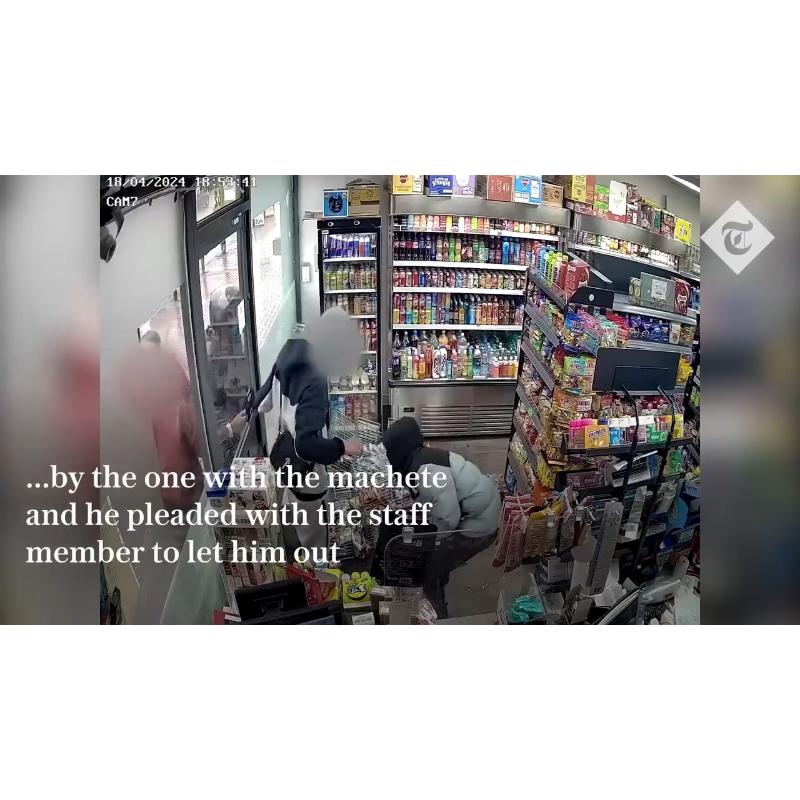 18/04/2024 18:53:41
CAM7
...by the one with the machete
and he pleaded with the staff
member to let him out